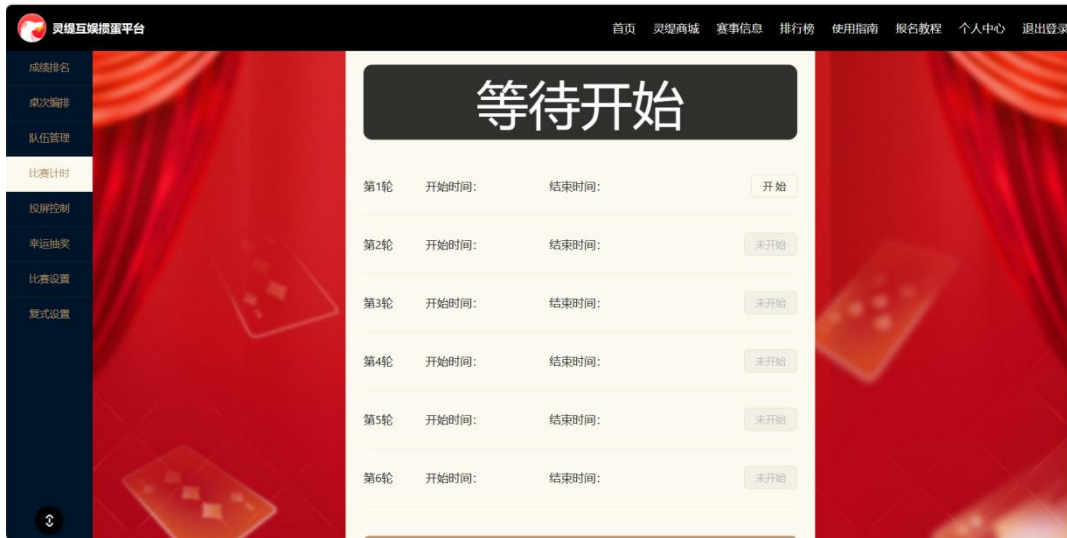 灵缇互娱掼蛋平台
首页 灵缇商城 赛事信息 排行榜 使用指南 报名教程 个人中心 退出登录
成绩排名
桌次编排
队伍管理
比赛计时
投屏控制
幸运抽奖
比赛设置
复式设置
等待开始
第1轮 开始时间: 结束时间: 开始
第2轮 开始时间: 结束时间: 未开始
第3轮 开始时间: 结束时间: 未开始
第4轮 开始时间: 结束时间: 未开始
第5轮 开始时间: 结束时间: 未开始
第6轮 开始时间: 结束时间: 未开始